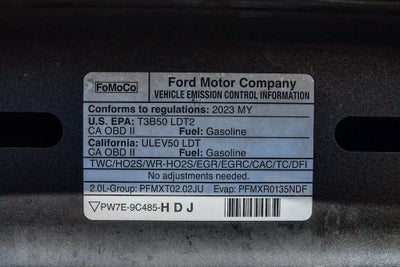 FoMoCo Ford Motor Company
VEHICLE EMISSION CONTROL INFORMATION
Conforms to regulations: 2023 MY
U.S. EPA: T3B50 LDT2
CA OBD II Fuel: Gasoline
California: ULEV50 LDT
CA OBD II Fuel: Gasoline
TWC/HO2S/WR-HO2S/EGR/EGRC/CAC/TC/DFI
No adjustments needed.
2.0L-Group: PFMXT02.02JU Evap: PFMXR0135NDF
PW7E-9C485-H D J